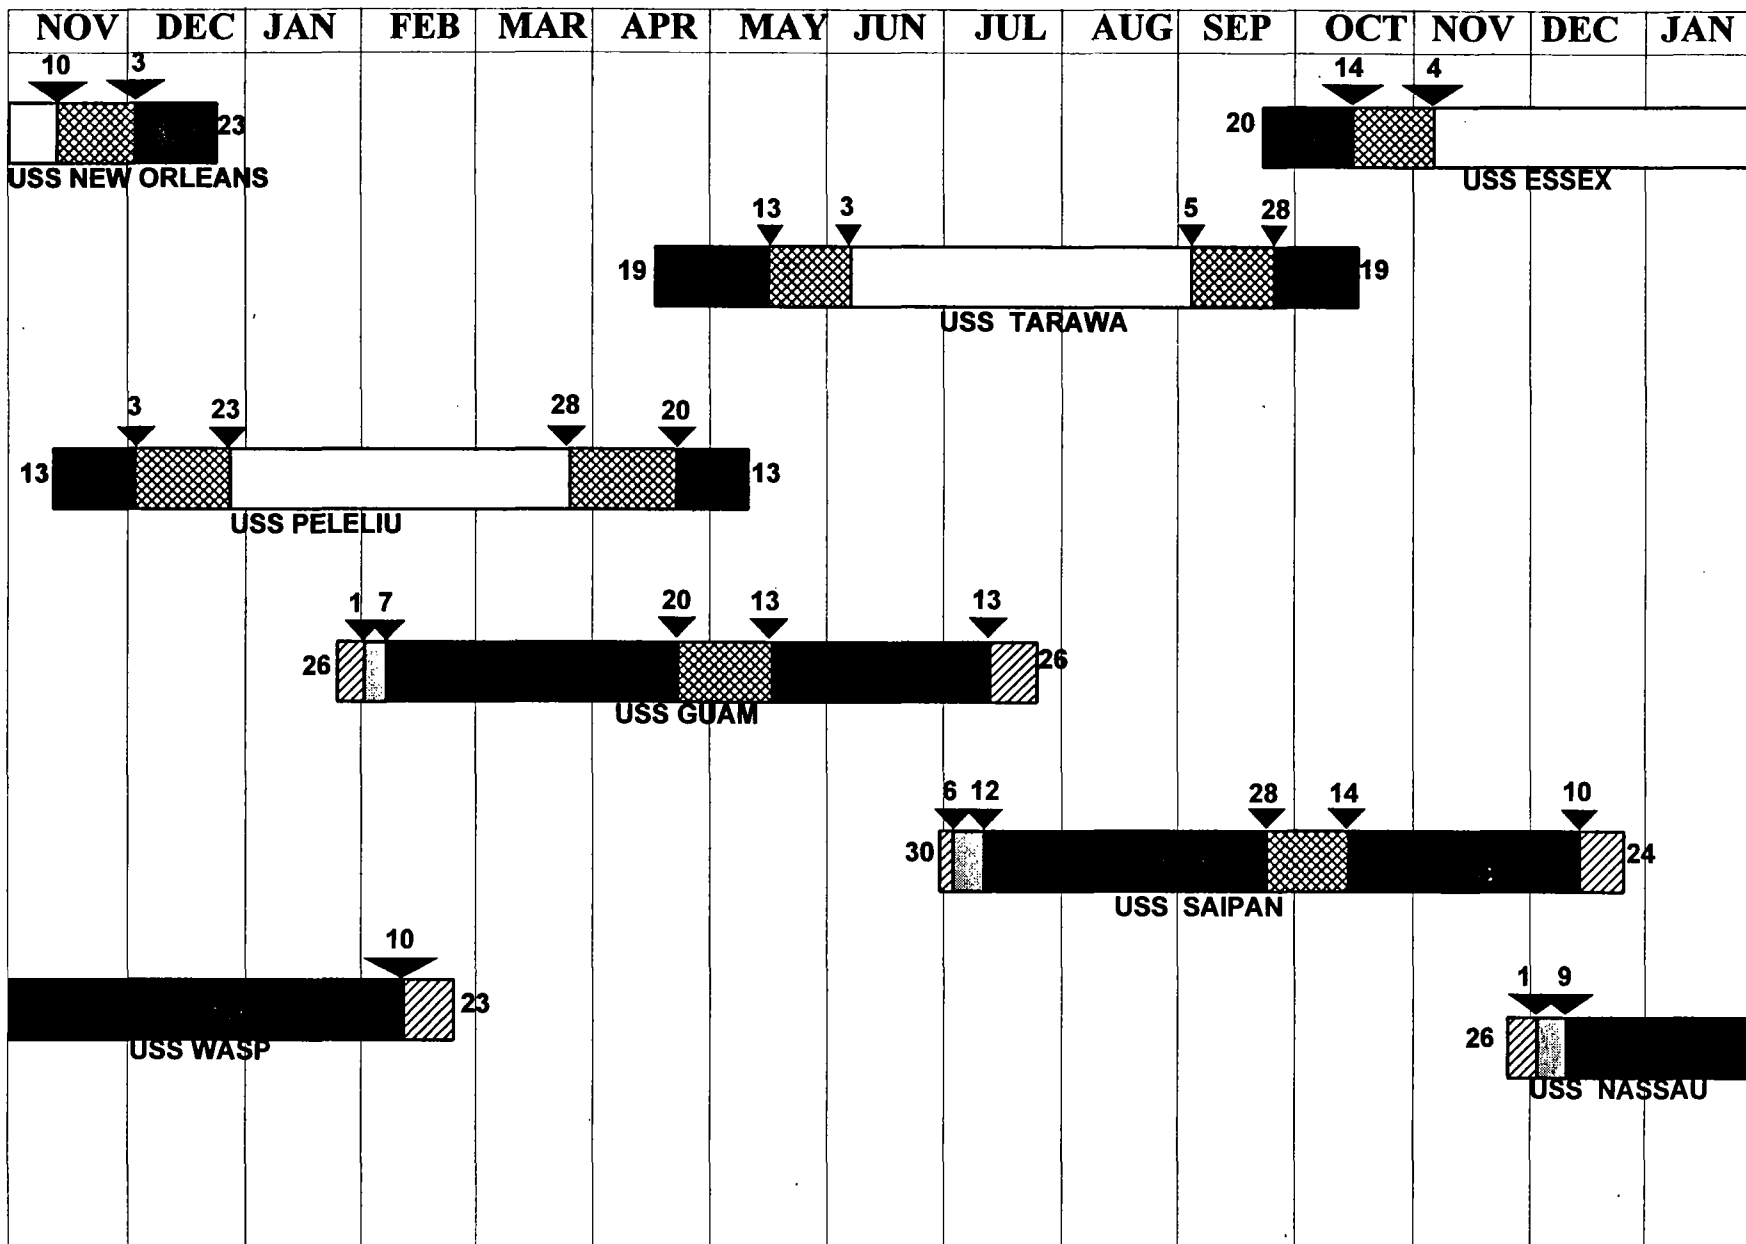 NOV DEC JAN FEB MAR APR MAY JUN JUL AUG SEP OCT NOV DEC JAN
10 3 14 4
23 20
USS NEW ORLEANS USS ESSEX
13 3 5 28
19 19
USS TARAWA
3 23 28 20
13 13
USS PELELIU
1 7 20 13 13
26 26
USS GUAM
6 12 28 14 10
30 24
USS SAIPAN
10
23
USS WASP
1 9
26
USS NASSAU